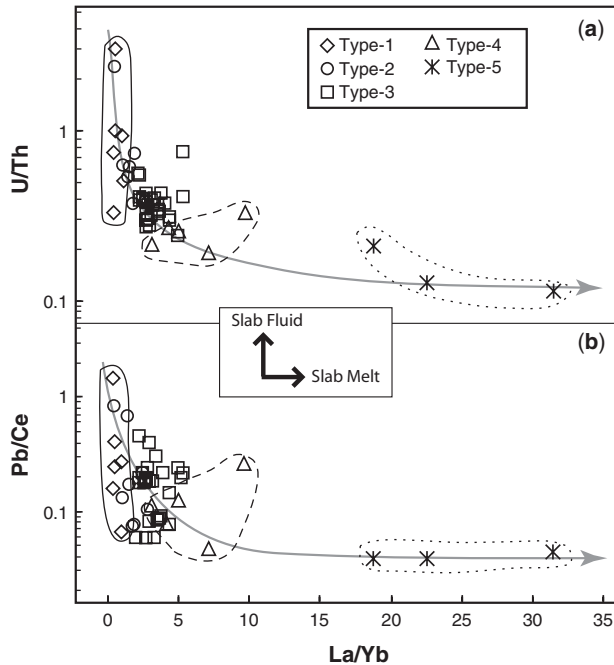 (a)
Type-1 Type-4
Type-2 Type-5
Type-3
U/Th
1
0.1
Slab Fluid
Slab Melt
(b)
Pb/Ce
1
0.1
0 5 10 15 20 25 30 35
La/Yb